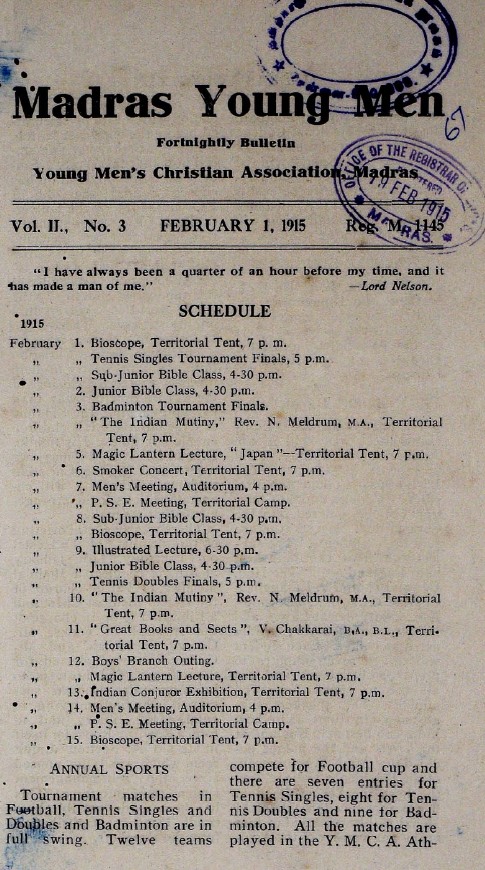 Madras Young Men
Fortnightly Bulletin
Young Men's Christian Association, Madras
OFFICE OF THE REGISTRAR
19 FEB 1915
MADRAS.
Vol. II., No. 3 FEBRUARY 1, 1915 Reg. M. 1145
"I have always been a quarter of an hour before my time, and it
has made a man of me." —Lord Nelson.
SCHEDULE
1915
February 1. Bioscope, Territorial Tent, 7 p. m.
„ „ Tennis Singles Tournament Finals, 5 p.m.
„ „ Sub-Junior Bible Class, 4-30 p.m.
„ 2. Junior Bible Class, 4-30 p.m.
„ 3. Badminton Tournament Finals.
„ „ "The Indian Mutiny," Rev. N. Meldrum, M.A., Territorial
Tent, 7 p.m.
„ 5. Magic Lantern Lecture, "Japan"—Territorial Tent, 7 p.m.
„ 6. Smoker Concert, Territorial Tent, 7 p.m.
„ 7. Men's Meeting, Auditorium, 4 p.m.
„ „ P. S. E. Meeting, Territorial Camp.
„ 8. Sub-Junior Bible Class, 4-30 p.m.
„ „ Bioscope, Territorial Tent, 7 p.m.
„ 9. Illustrated Lecture, 6-30 p.m.
„ „ Junior Bible Class, 4-30 p.m.
„ „ Tennis Doubles Finals, 5 p.m.
„ 10. "The Indian Mutiny", Rev. N. Meldrum, M.A., Territorial
Tent, 7 p.m.
„ 11. "Great Books and Sects", V. Chakkarai, B.A., B.L., Terri-
torial Tent, 7 p.m.
„ 12. Boys' Branch Outing.
„ „ Magic Lantern Lecture, Territorial Tent, 7 p.m.
„ 13. Indian Conjuror Exhibition, Territorial Tent, 7 p.m.
„ 14. Men's Meeting, Auditorium, 4 p.m.
„ „ P. S. E. Meeting, Territorial Camp.
„ 15. Bioscope, Territorial Tent, 7 p.m.
ANNUAL SPORTS
Tournament matches in
Football, Tennis Singles and
Doubles and Badminton are in
full swing. Twelve teams
compete for Football cup and
there are seven entries for
Tennis Singles, eight for Ten-
nis Doubles and nine for Bad-
minton. All the matches are
played in the Y. M. C. A. Ath-